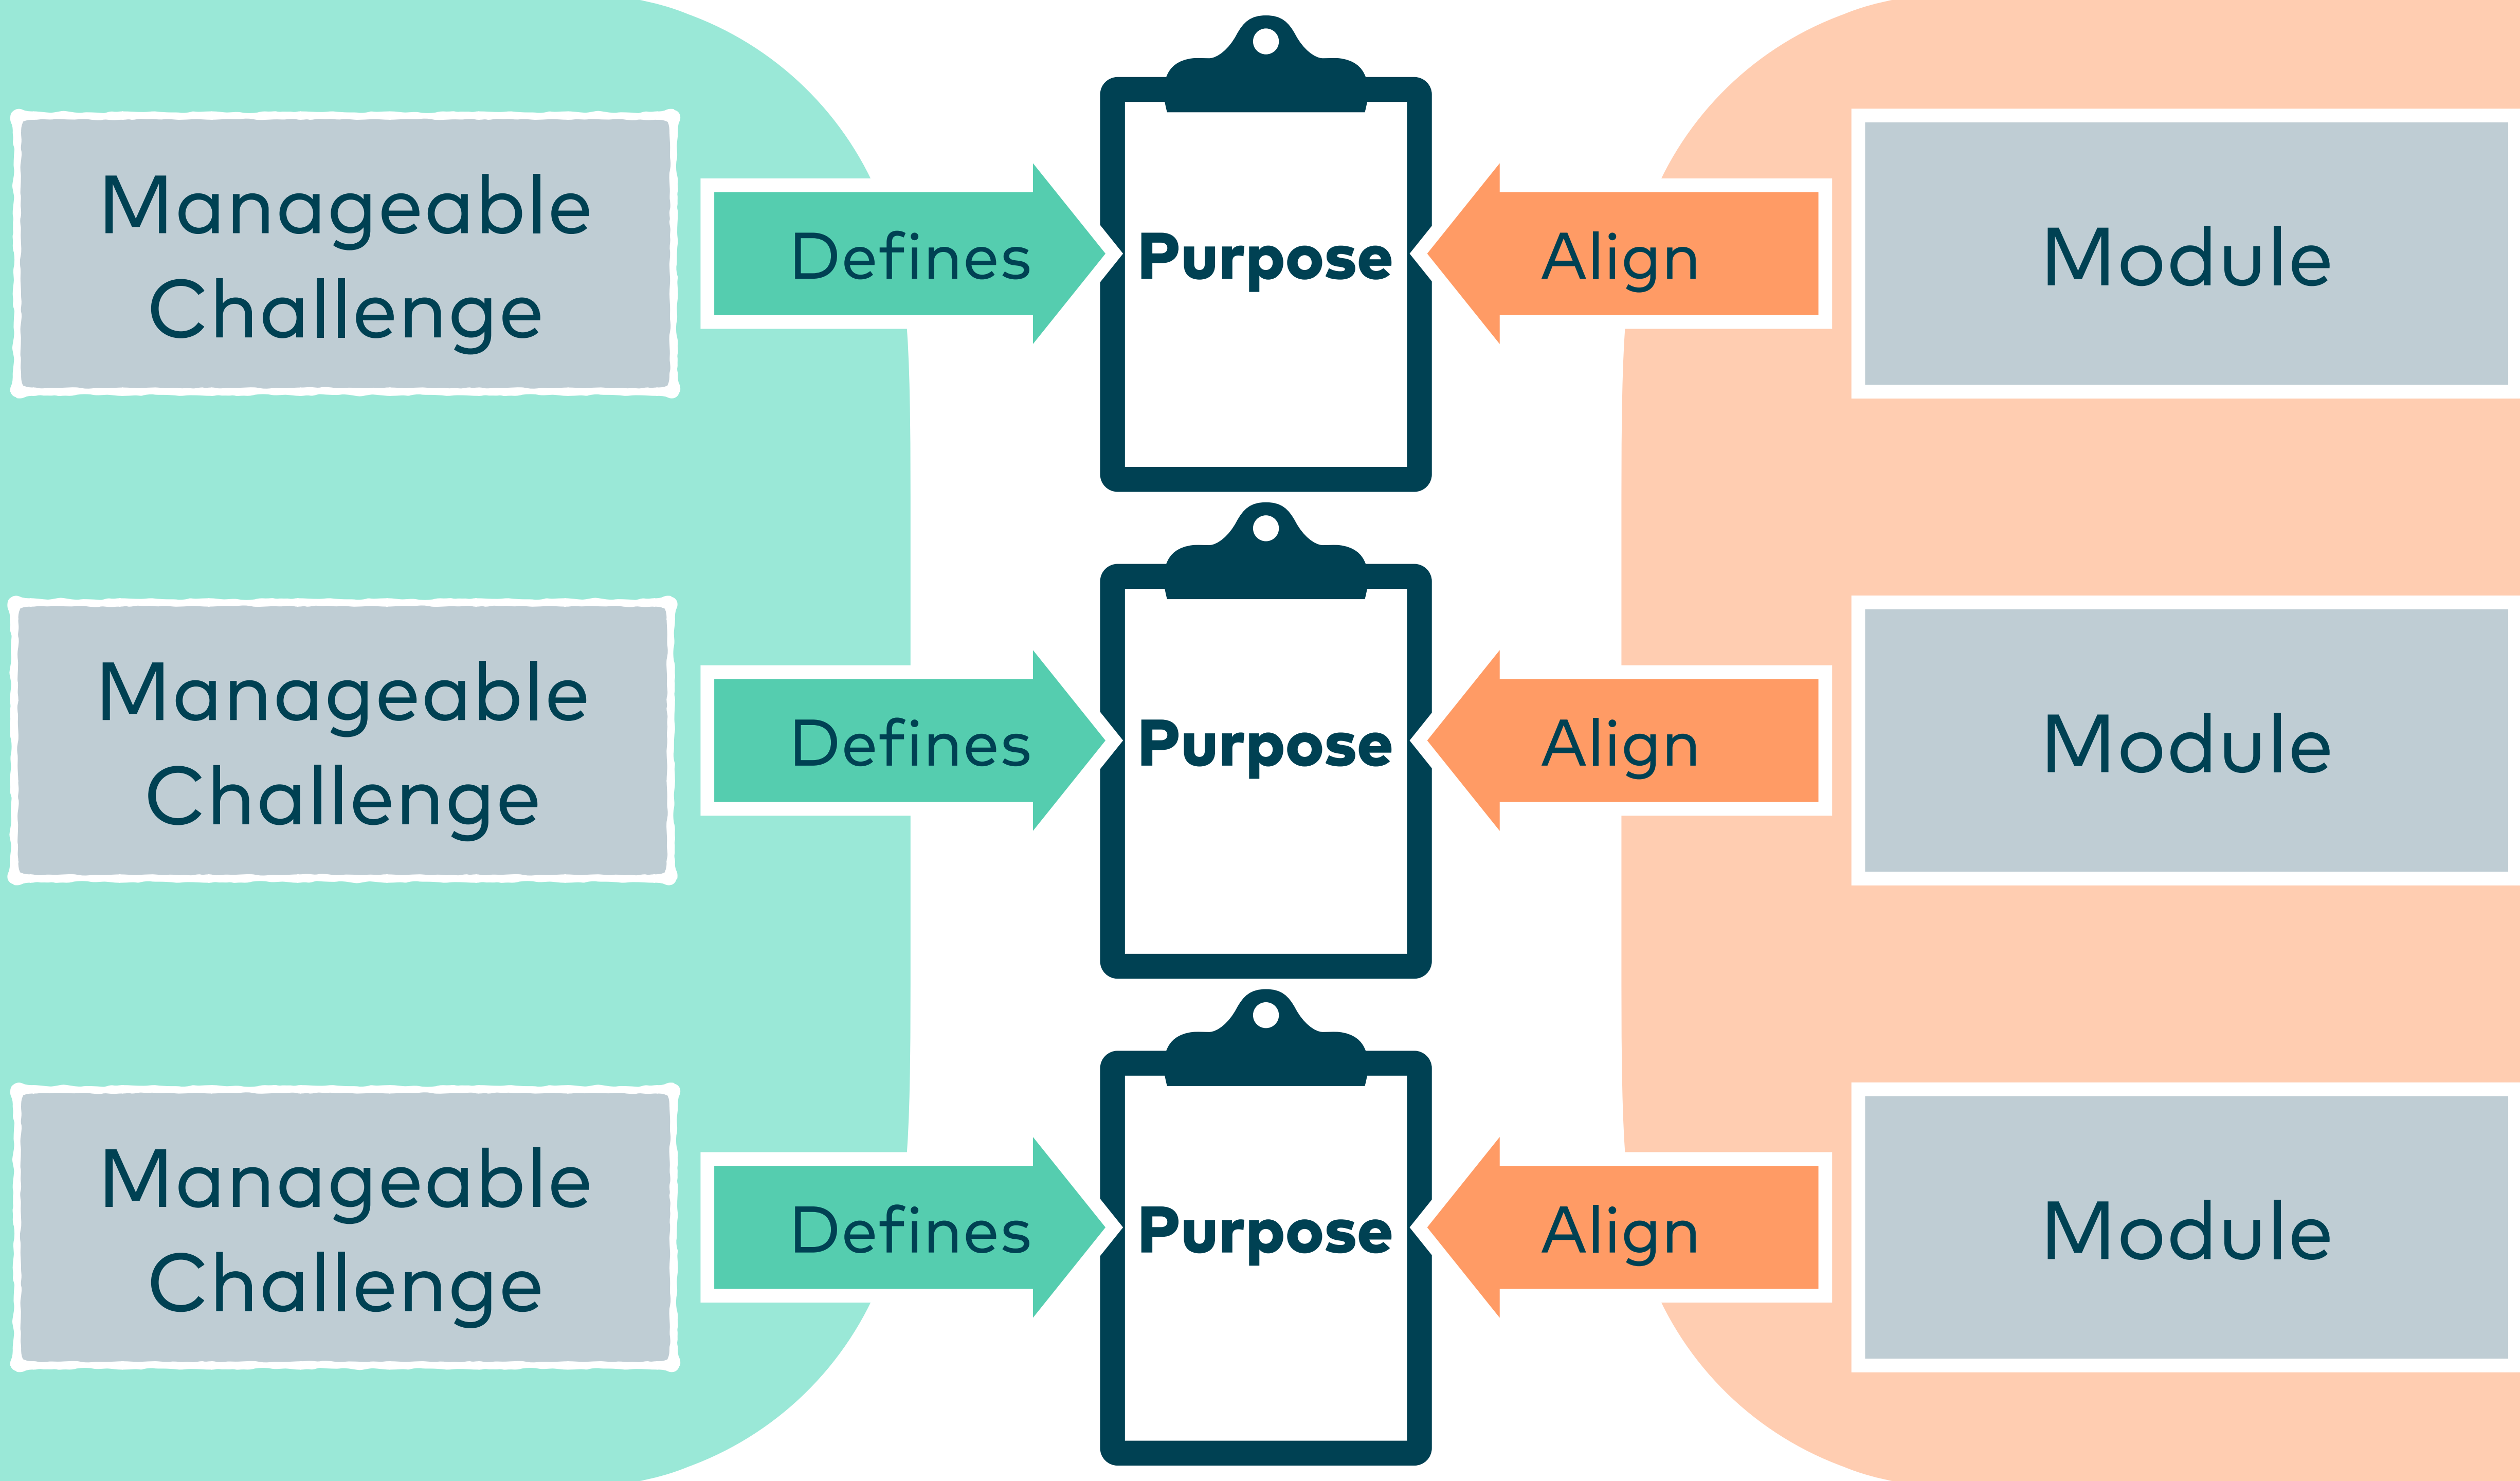 Manageable
Challenge
Defines
Purpose
Align
Module
Manageable
Challenge
Defines
Purpose
Align
Module
Manageable
Challenge
Defines
Purpose
Align
Module